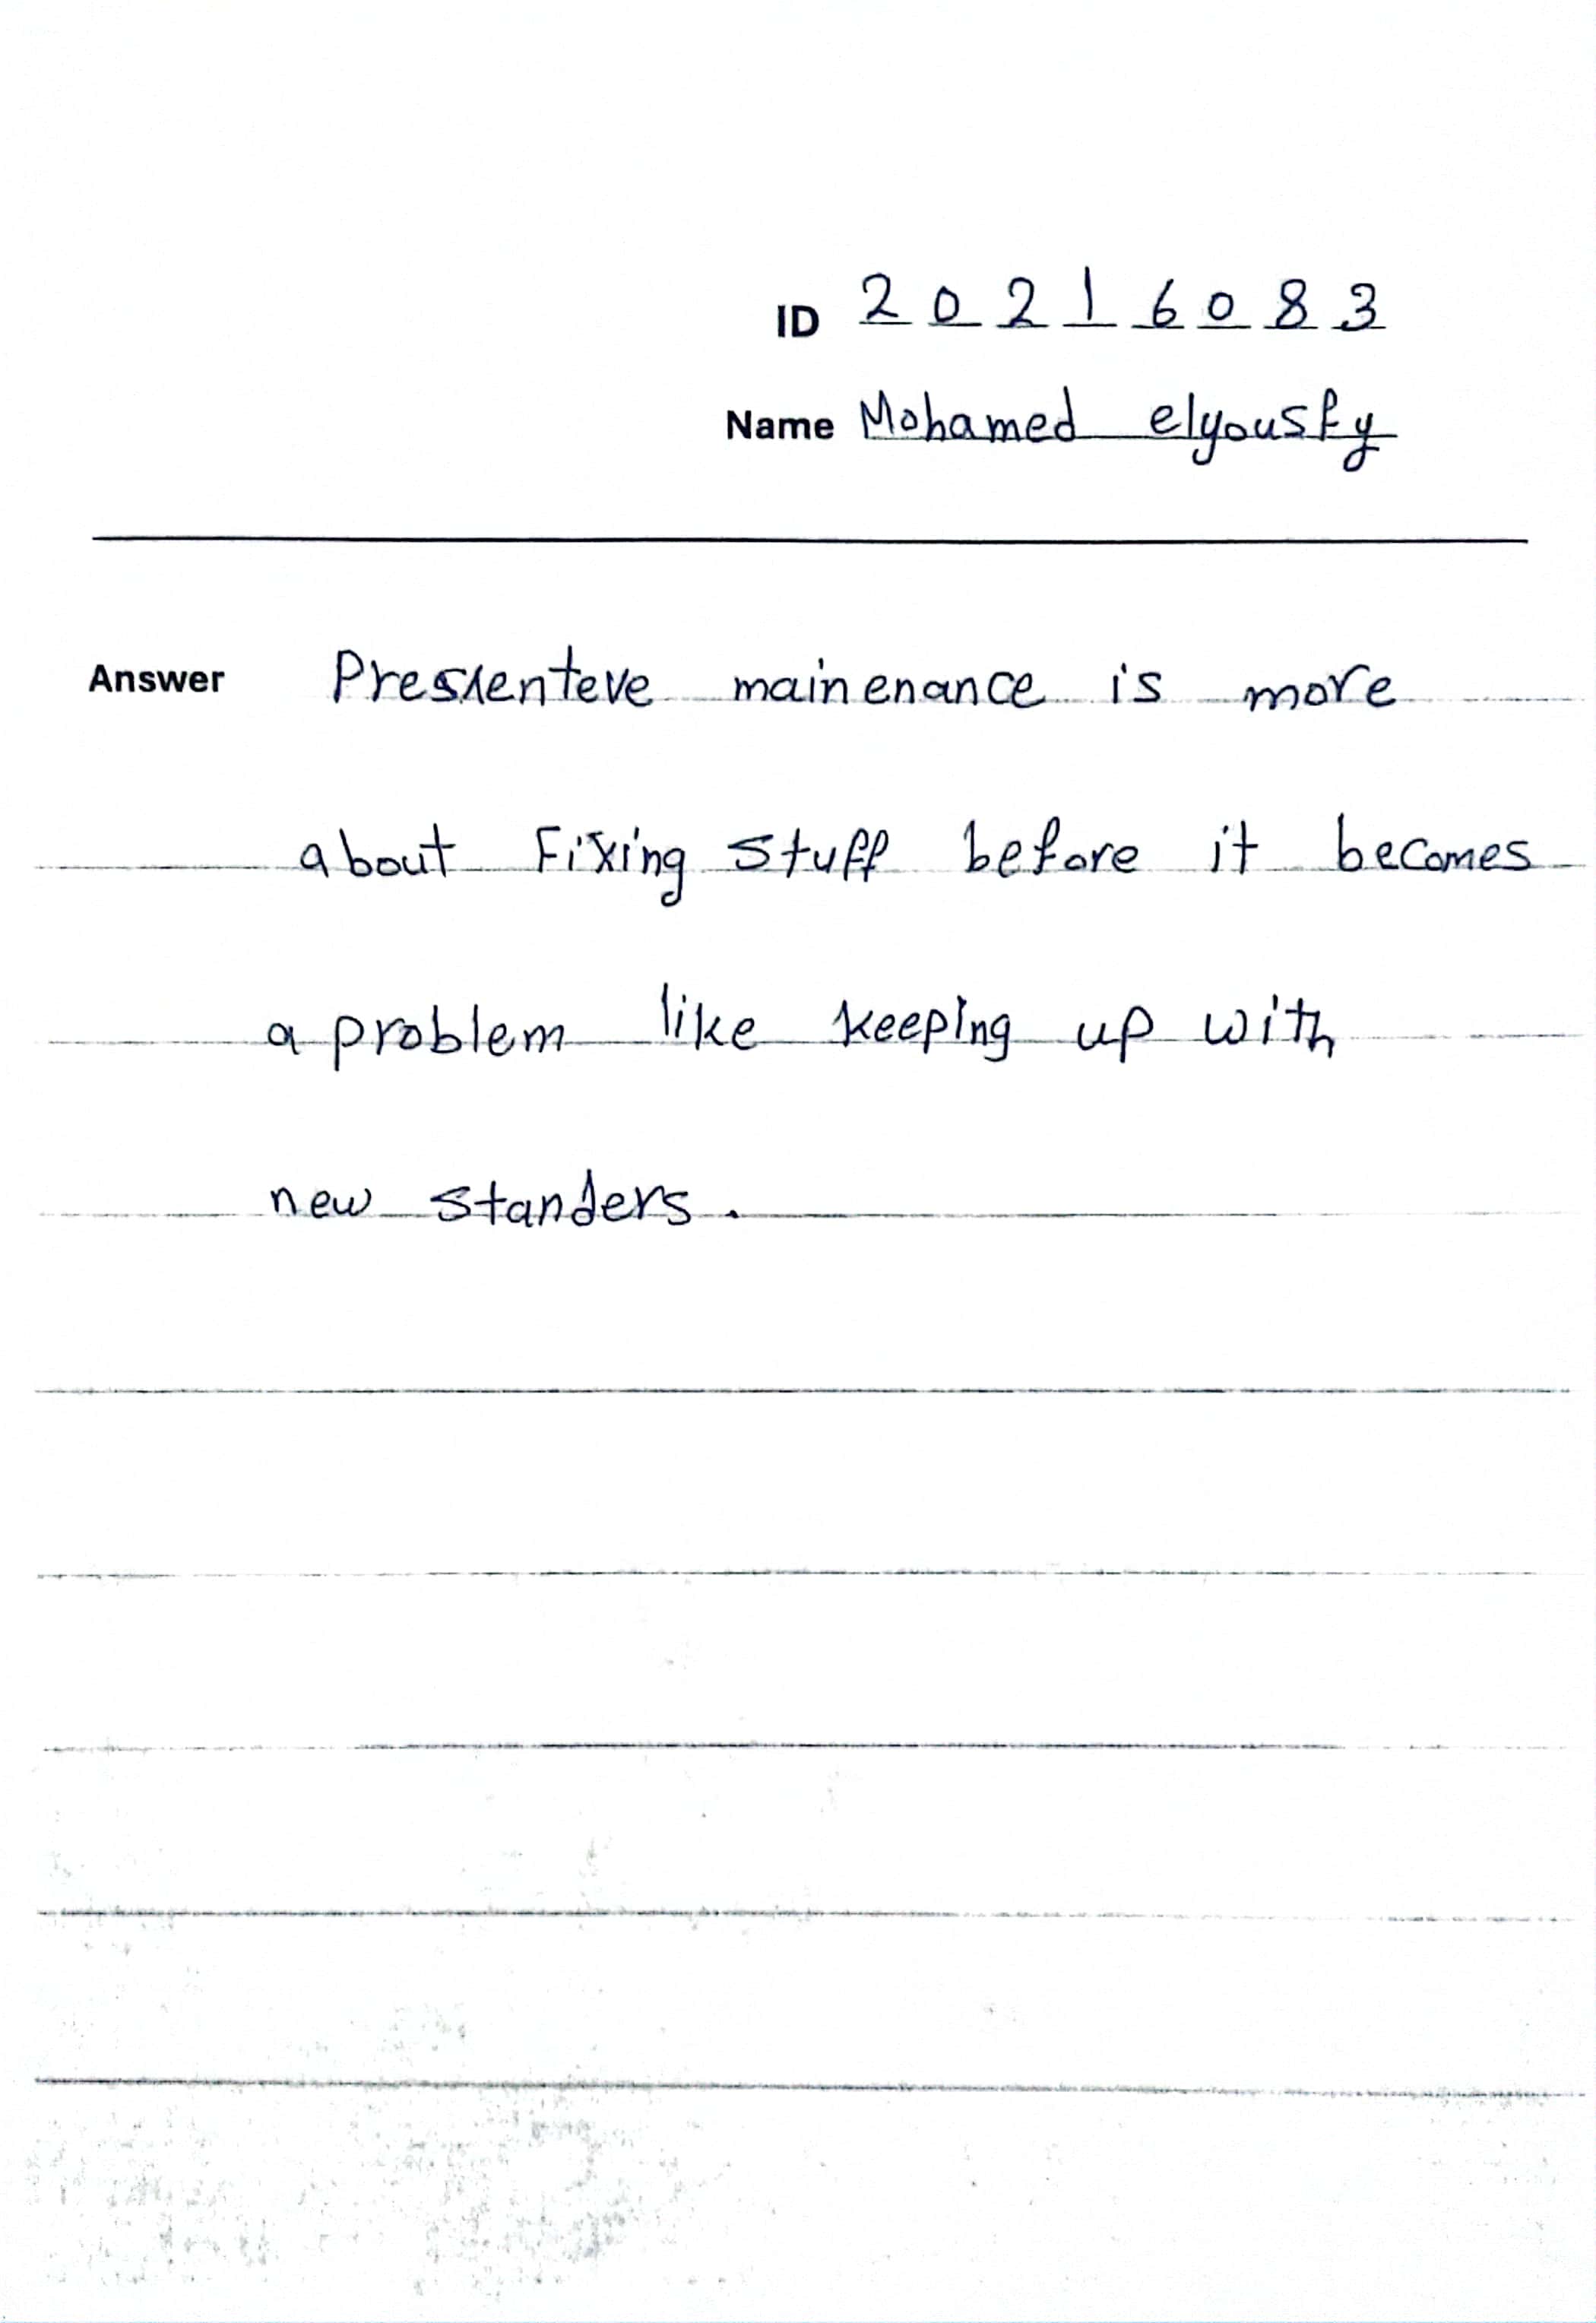 ID 20216083
Name Mohamed elyousfy
Answer Preslenteve mainenance is more
about Fixing stuff before it becomes
a problem like keeping up with
new standers.